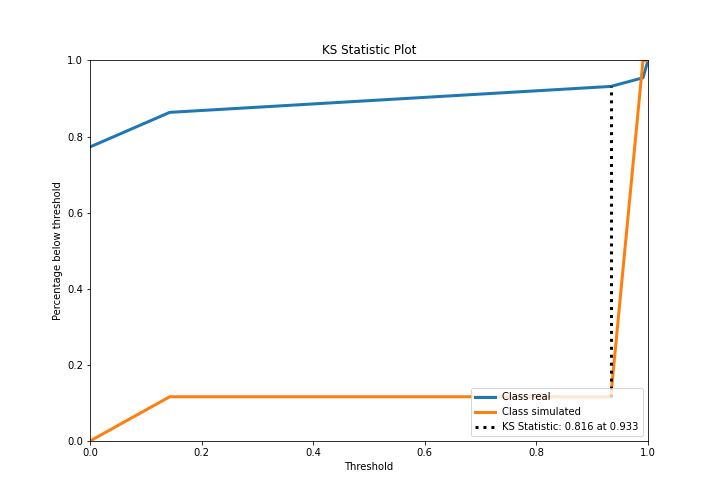 KS Statistic Plot
1.0
0.8
0.6
0.4
0.2
0.0
Percentage below threshold
0.0 0.2 0.4 0.6 0.8 1.0
Threshold
Class real
Class simulated
KS Statistic: 0.816 at 0.933